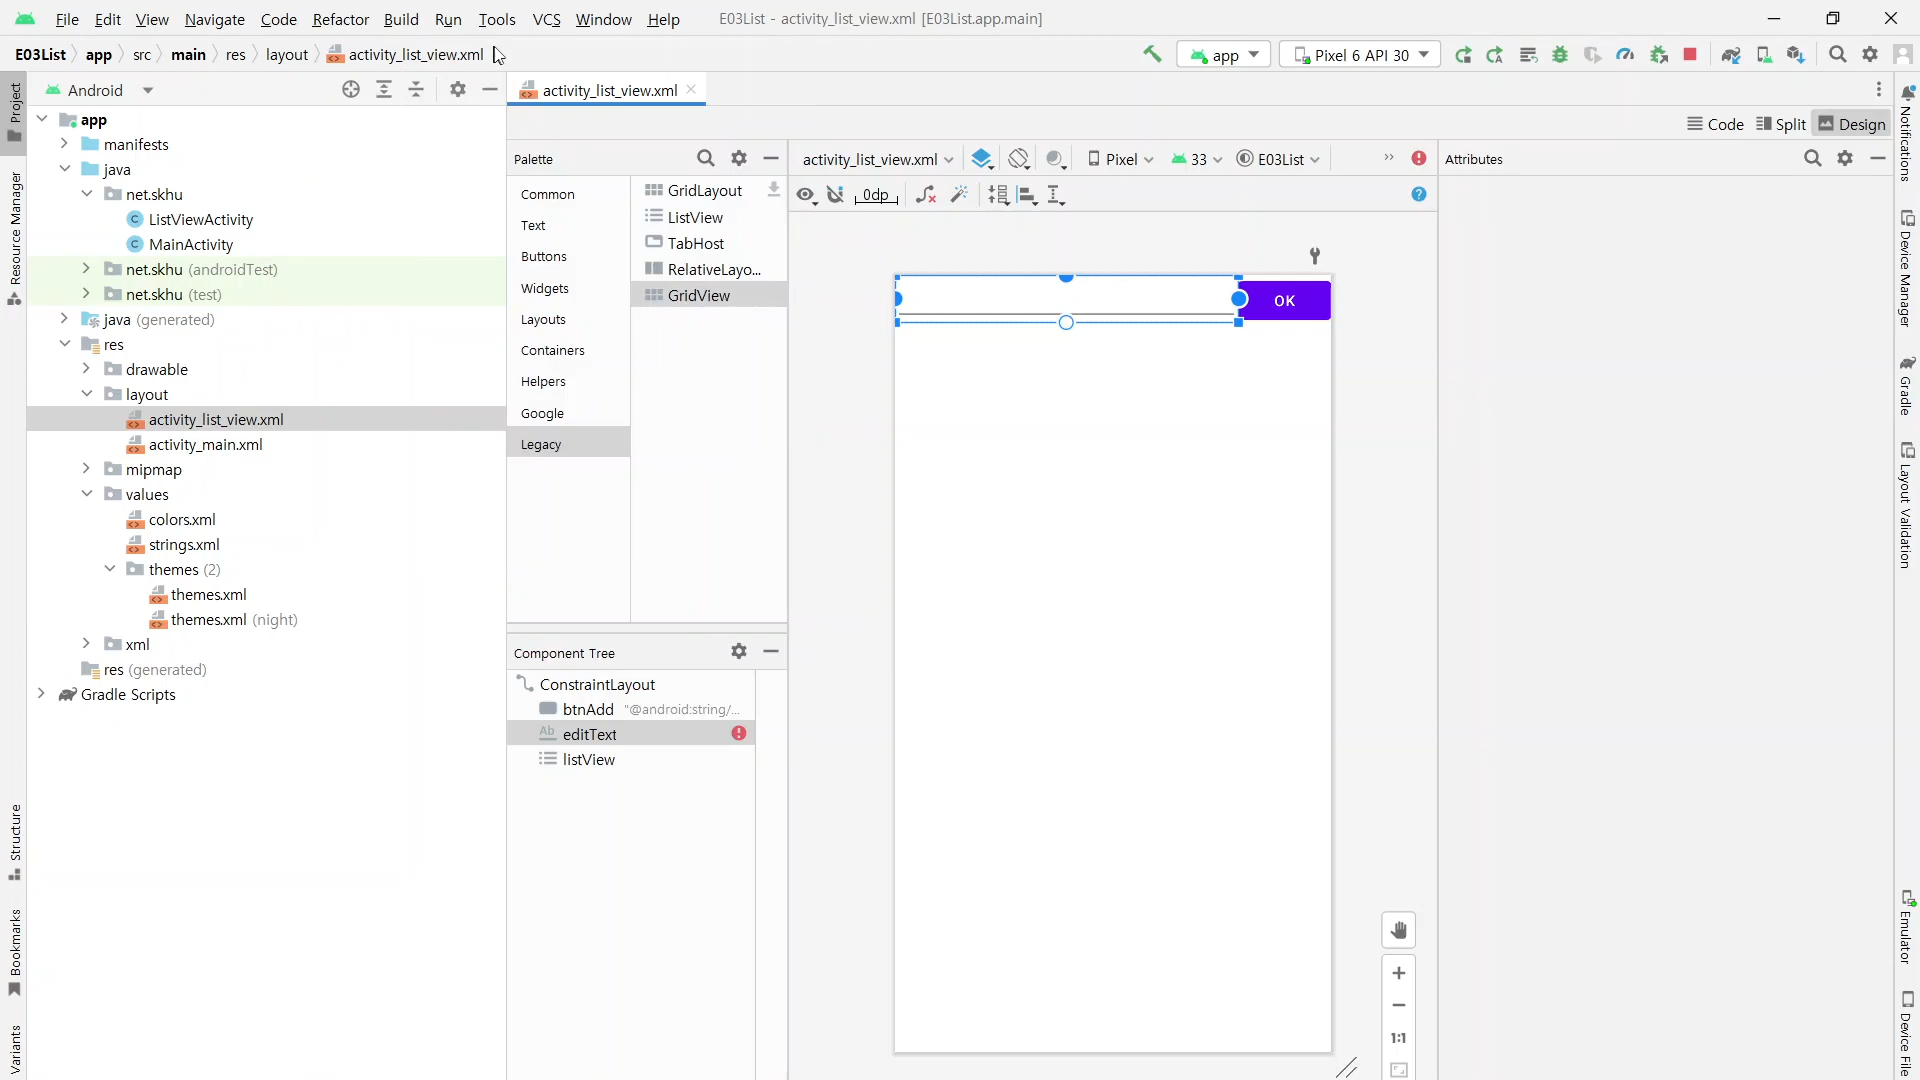 File Edit View Navigate Code Refactor Build Run Tools VCS Window Help E03List - activity_list_view.xml [E03List.app.main]
E03List app src main res layout activity_list_view.xml app Pixel 6 API 30
Project
Resource Manager
Structure
Bookmarks
Variants
Android
app
manifests
java
net.skhu
ListViewActivity
MainActivity
net.skhu (androidTest)
net.skhu (test)
java (generated)
res
drawable
layout
activity_list_view.xml
activity_main.xml
mipmap
values
colors.xml
strings.xml
themes (2)
themes.xml
themes.xml (night)
xml
res (generated)
Gradle Scripts
activity_list_view.xml
Code Split Design
Palette
Common
Text
Buttons
Widgets
Layouts
Containers
Helpers
Google
Legacy
GridLayout
ListView
TabHost
RelativeLayo...
GridView
Component Tree
ConstraintLayout
btnAdd "@android:string/...
Ab editText
listView
activity_list_view.xml Pixel 33 E03List
0dp
OK
1:1
Attributes
Notifications
Device Manager
Gradle
Layout Validation
Emulator
Device File